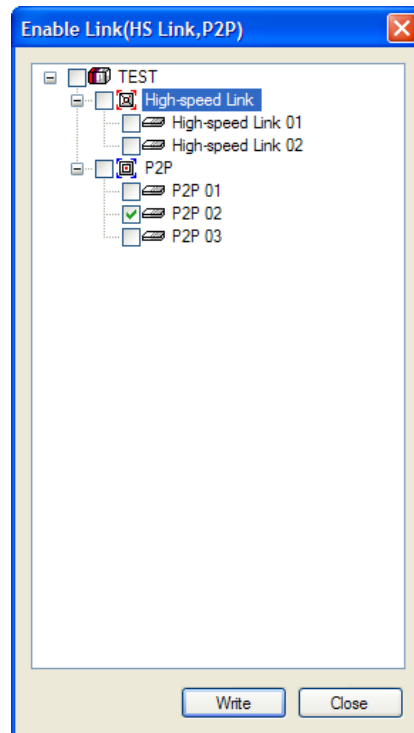 Enable Link(HS Link,P2P)
TEST
High-speed Link
High-speed Link 01
High-speed Link 02
P2P
P2P 01
P2P 02
P2P 03
Write Close